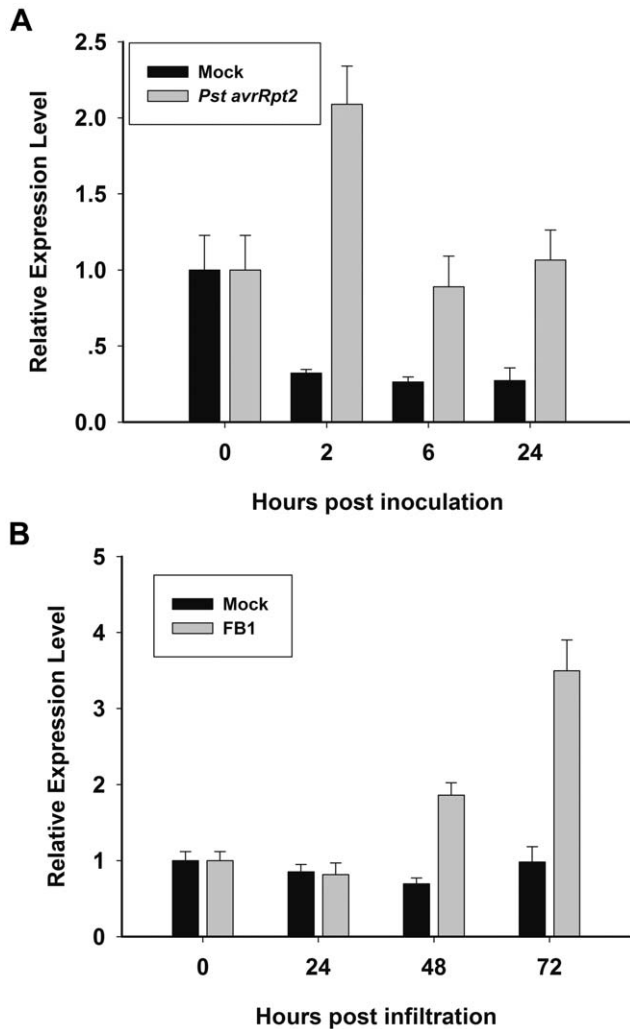 A
Mock
Pst avrRpt2
Relative Expression Level
2.5
2.0
1.5
1.0
.5
0.0
0 2 6 24
Hours post inoculation
B
Mock
FB1
Relative Expression Level
5
4
3
2
1
0
0 24 48 72
Hours post infiltration